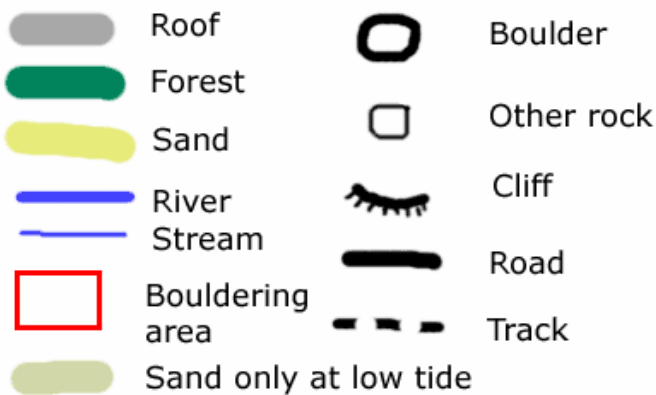 Roof
Forest
Sand
River
Stream
Bouldering
area
Sand only at low tide
Boulder
Other rock
Cliff
Road
Track